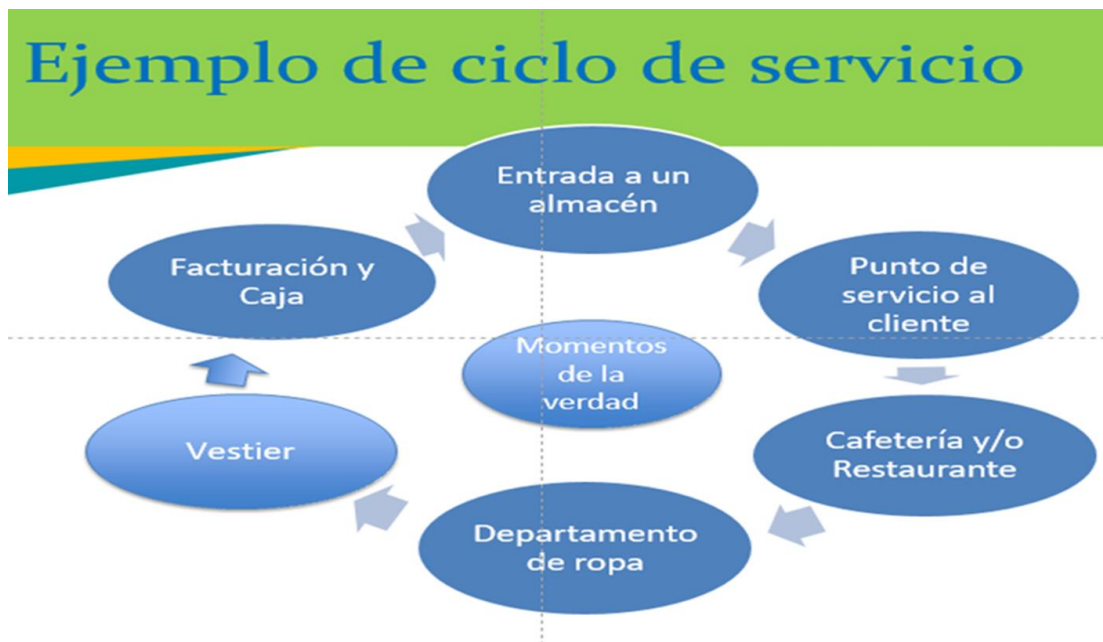 Ejemplo de ciclo de servicio
Entrada a un
almacén
Punto de
servicio al
cliente
Cafetería y/o
Restaurante
Departamento
de ropa
Vestier
Facturación y
Caja
Momentos
de la
verdad